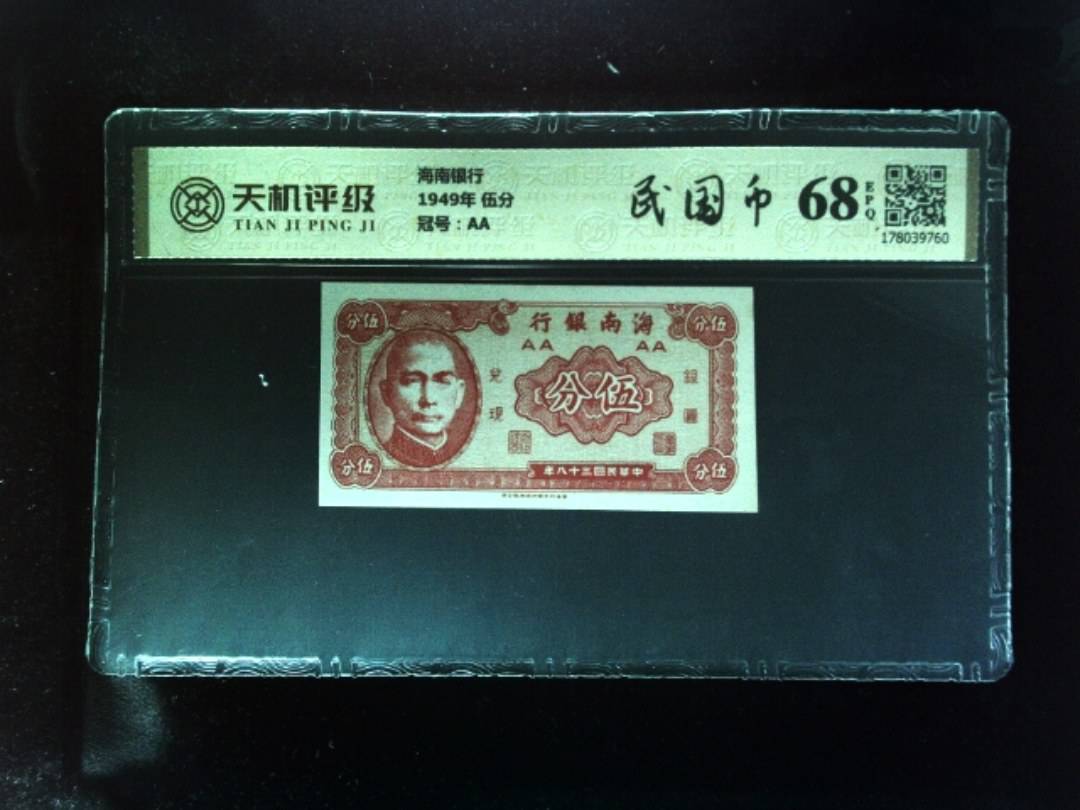 天机评级
TIAN JI PING JI
海南银行
1949年 伍分
冠号：AA
民国币
68
EPQ
178039760
伍分
海南銀行
伍分
AA AA
兌現
伍分
銀圓
伍分
中華民國三十八年
伍分